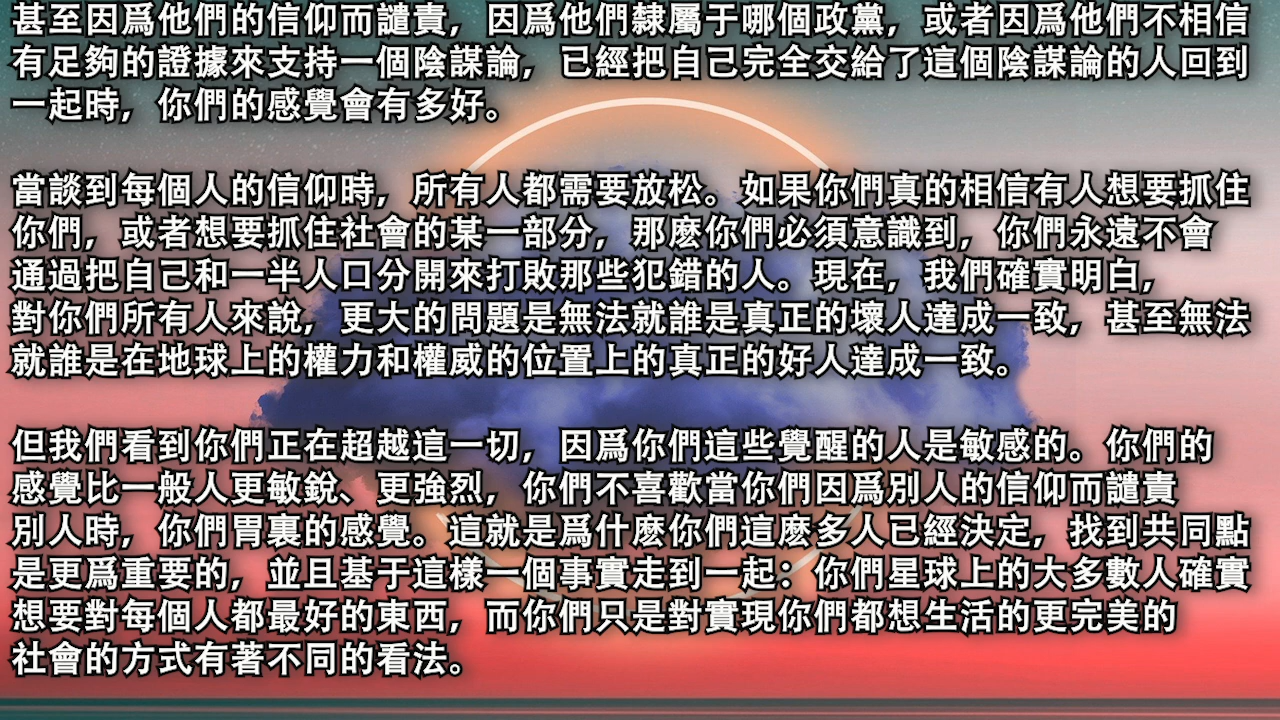 甚至因爲他們的信仰而譴責，因爲他們隸屬于哪個政黨，或者因爲他們不相信
有足夠的證據來支持一個陰謀論，已經把自己完全交給了這個陰謀論的人回到
一起時，你們的感覺會有多好。
當談到每個人的信仰時，所有人都需要放松。如果你們真的相信有人想要抓住
你們，或者想要抓住社會的某一部分，那麽你們必須意識到，你們永遠不會
通過把自己和一半人口分開來打敗那些犯錯的人。現在，我們確實明白，
對你們所有人來說，更大的問題是無法就誰是真正的壞人達成一致，甚至無法
就誰是在地球上的權力和權威的位置上的真正的好人達成一致。
但我們看到你們正在超越這一切，因爲你們這些覺醒的人是敏感的。你們的
感覺比一般人更敏銳、更強烈，你們不喜歡當你們因爲別人的信仰而譴責
別人時，你們胃裏的感覺。這就是爲什麽你們這麽多人已經決定，找到共同點
是更爲重要的，並且基于這樣一個事實走到一起：你們星球上的大多數人確實
想要對每個人都最好的東西，而你們只是對實現你們都想生活的更完美的
社會的方式有著不同的看法。